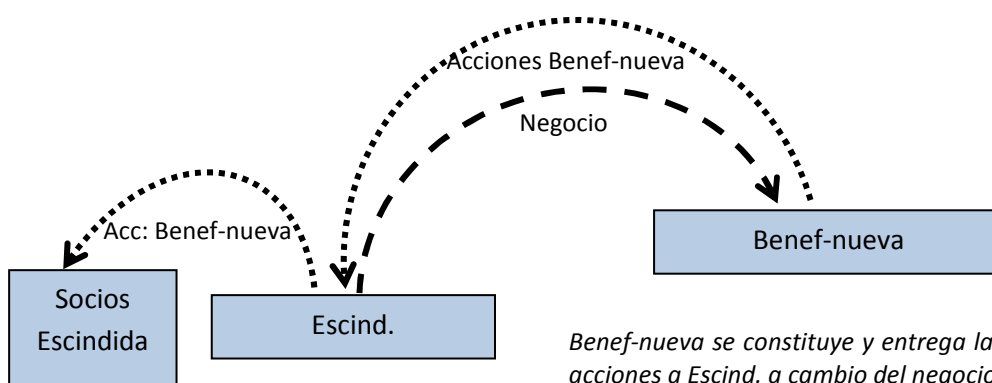 Acciones Benef-nueva
Negocio
Acc: Benef-nueva
Benef-nueva
Socios
Escindida
Escind.
Benef-nueva se constituye y entrega la
acciones a Escind. a cambio del negocio